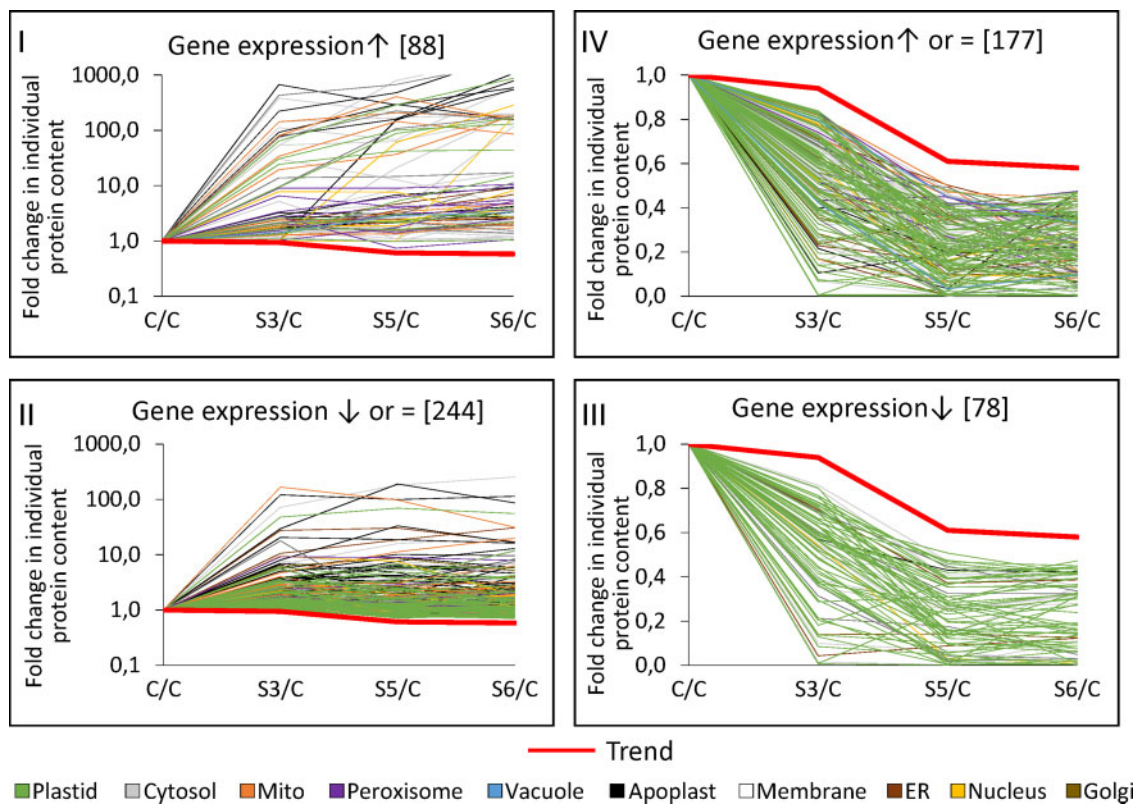 I
Gene expression↑ [88]
Fold change in individual
protein content
1000,0
100,0
10,0
1,0
0,1
C/C S3/C S5/C S6/C
IV
Gene expression↑ or = [177]
Fold change in individual
protein content
1,0
0,8
0,6
0,4
0,2
0,0
C/C S3/C S5/C S6/C
II
Gene expression ↓ or = [244]
Fold change in individual
protein content
1000,0
100,0
10,0
1,0
0,1
C/C S3/C S5/C S6/C
III
Gene expression↓ [78]
Fold change in individual
protein content
1,0
0,8
0,6
0,4
0,2
0,0
C/C S3/C S5/C S6/C
Trend
Plastid Cytosol Mito Peroxisome Vacuole Apoplast Membrane ER Nucleus Golgi